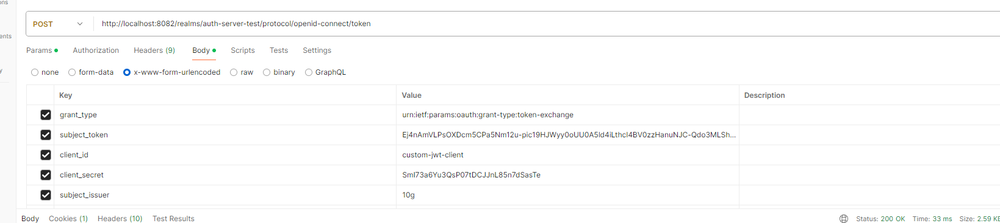 ons
POST http://localhost:8082/realms/auth-server-test/protocol/openid-connect/token
ents
Params Authorization Headers (9) Body Scripts Tests Settings
y
none form-data x-www-form-urlencoded raw binary GraphQL
Key Value Description
grant_type urn:ietf:params:oauth:grant-type:token-exchange
subject_token Ej4nAmVLPsOXDcm5CPa5Nm12u-pic19HJWyy0oUU0A5ld4iLthcl4BV0zzHanuNJC-Qdo3MLSh...
client_id custom-jwt-client
client_secret SmI73a6Yu3QsP07tDCJJnL85n7dSasTe
subject_issuer 10g
Body Cookies (1) Headers (10) Test Results Status: 200 OK Time: 33 ms Size: 2.59 KE